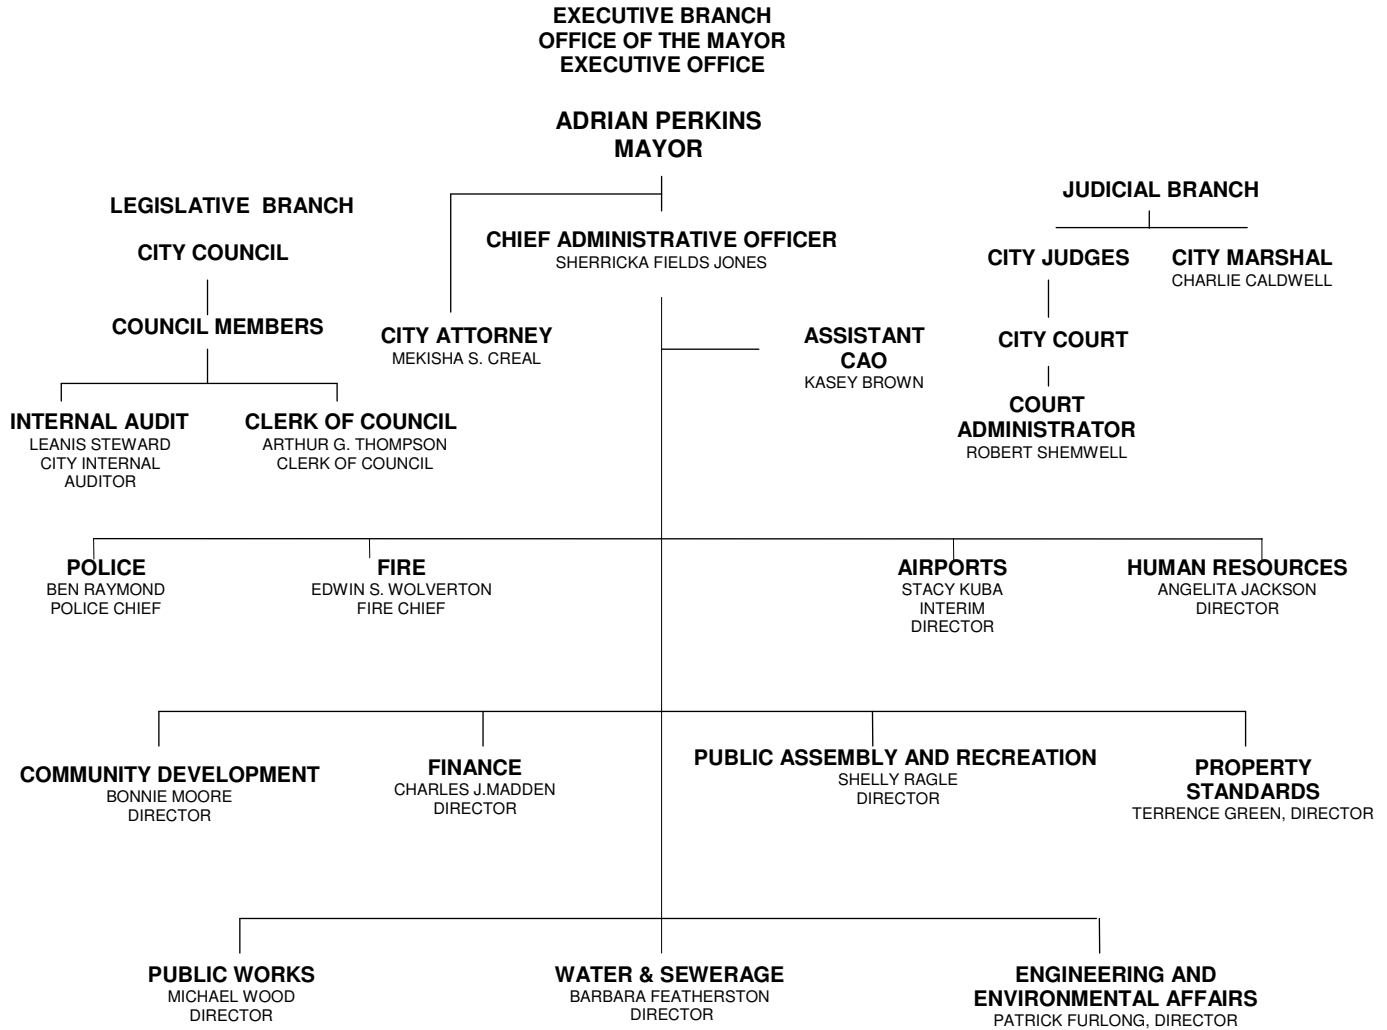 EXECUTIVE BRANCH
OFFICE OF THE MAYOR
EXECUTIVE OFFICE
ADRIAN PERKINS
MAYOR
LEGISLATIVE BRANCH
CITY COUNCIL
COUNCIL MEMBERS
INTERNAL AUDIT
LEANIS STEWARD
CITY INTERNAL
AUDITOR
CLERK OF COUNCIL
ARTHUR G. THOMPSON
CLERK OF COUNCIL
CHIEF ADMINISTRATIVE OFFICER
SHERRICKA FIELDS JONES
CITY ATTORNEY
MEKISHA S. CREAL
ASSISTANT
CAO
KASEY BROWN
JUDICIAL BRANCH
CITY JUDGES
CITY MARSHAL
CHARLIE CALDWELL
CITY COURT
COURT
ADMINISTRATOR
ROBERT SHEMWELL
POLICE
BEN RAYMOND
POLICE CHIEF
FIRE
EDWIN S. WOLVERTON
FIRE CHIEF
AIRPORTS
STACY KUBA
INTERIM
DIRECTOR
HUMAN RESOURCES
ANGELITA JACKSON
DIRECTOR
COMMUNITY DEVELOPMENT
BONNIE MOORE
DIRECTOR
FINANCE
CHARLES J.MADDEN
DIRECTOR
PUBLIC ASSEMBLY AND RECREATION
SHELLY RAGLE
DIRECTOR
PROPERTY
STANDARDS
TERRENCE GREEN, DIRECTOR
PUBLIC WORKS
MICHAEL WOOD
DIRECTOR
WATER & SEWERAGE
BARBARA FEATHERSTON
DIRECTOR
ENGINEERING AND
ENVIRONMENTAL AFFAIRS
PATRICK FURLONG, DIRECTOR